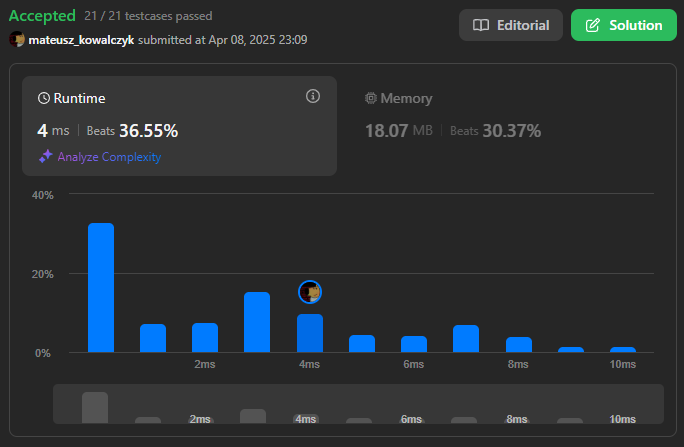 Accepted 21 / 21 testcases passed
Editorial
Solution
mateusz_kowalczyk submitted at Apr 08, 2025 23:09
Runtime
4 ms | Beats 36.55%
Analyze Complexity
Memory
18.07 MB | Beats 30.37%
40%
20%
0%
2ms 4ms 6ms 8ms 10ms
2ms 4ms 6ms 8ms 10ms